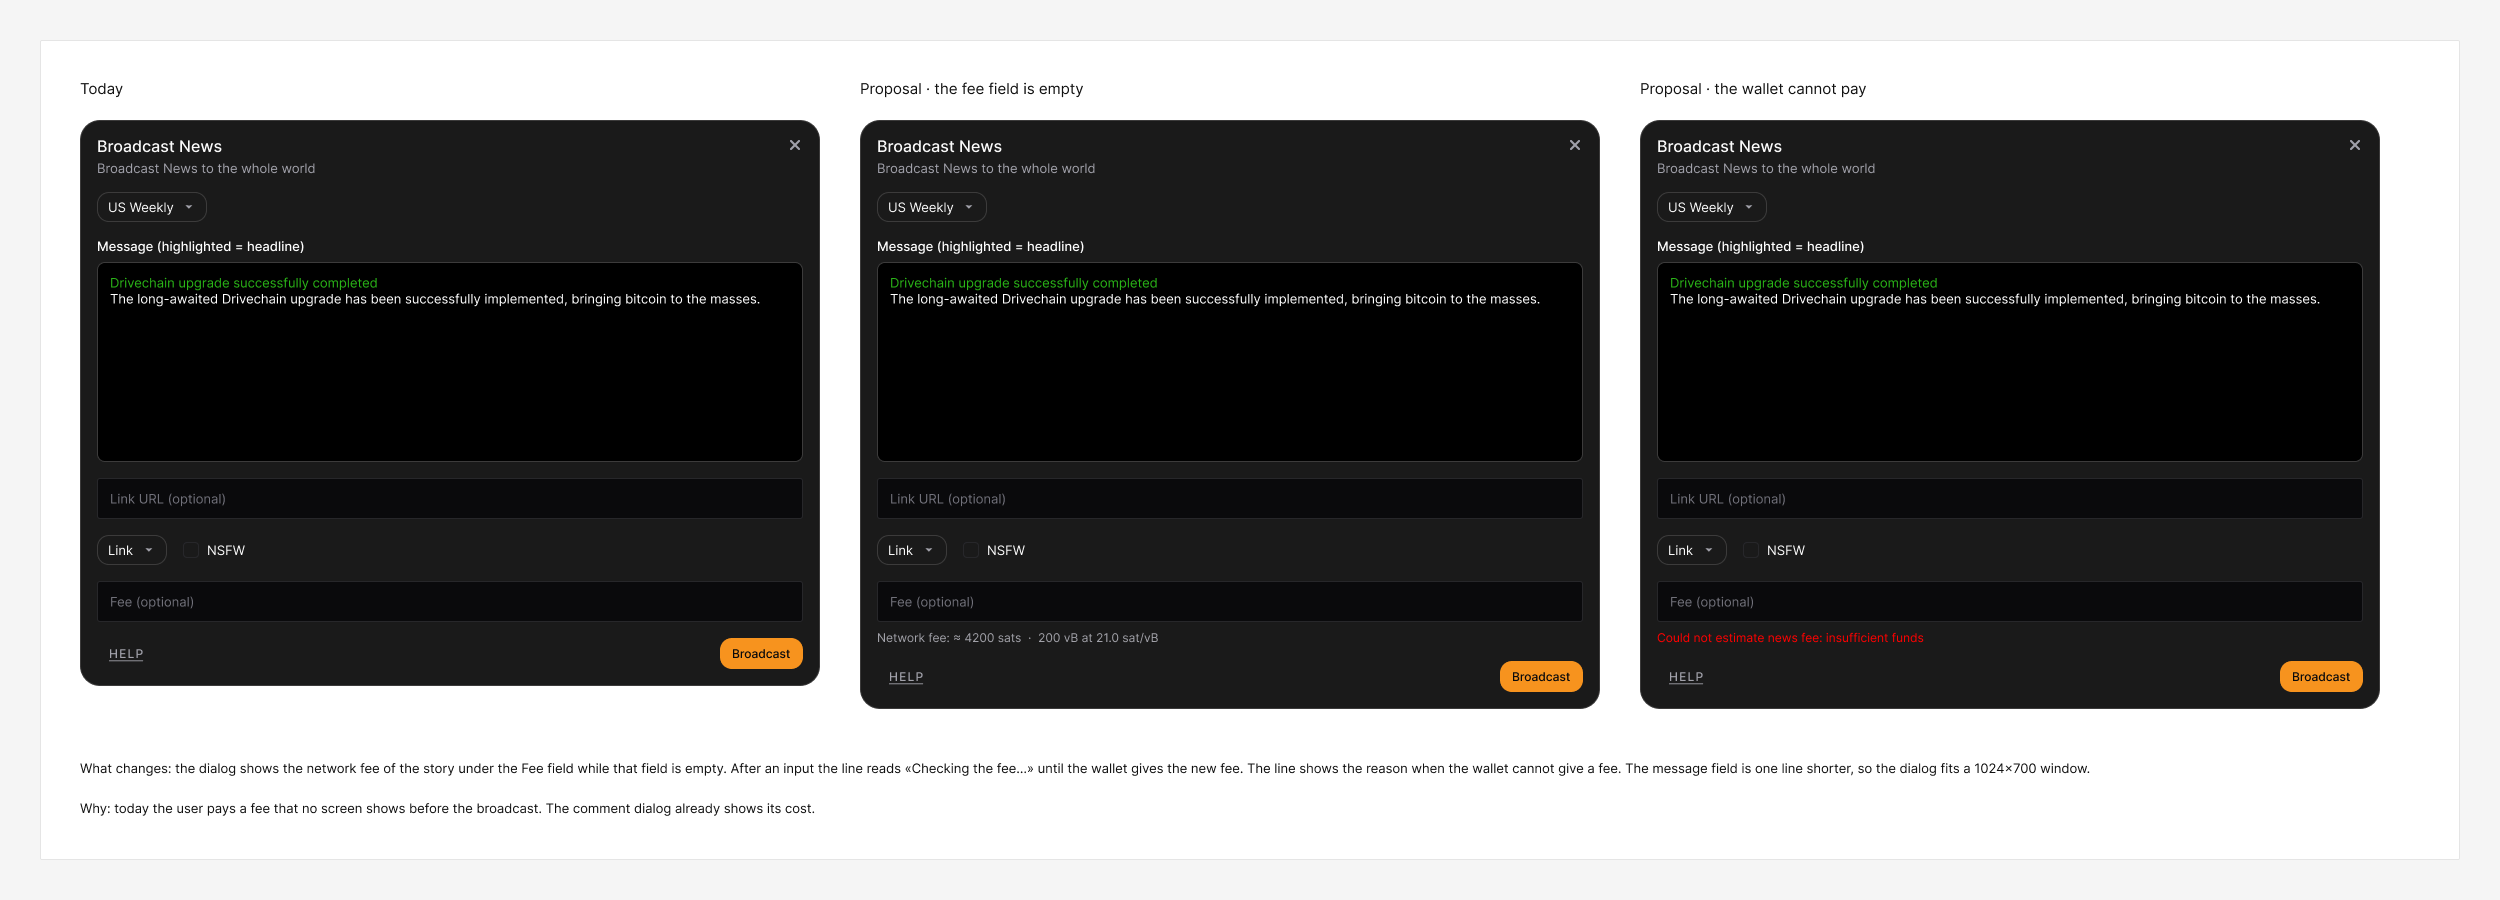 Today
Broadcast News
Broadcast News to the whole world
US Weekly
Message (highlighted = headline)
Drivechain upgrade successfully completed
The long-awaited Drivechain upgrade has been successfully implemented, bringing bitcoin to the masses.
Link URL (optional)
Link
NSFW
Fee (optional)
HELP
Broadcast
Proposal · the fee field is empty
Broadcast News
Broadcast News to the whole world
US Weekly
Message (highlighted = headline)
Drivechain upgrade successfully completed
The long-awaited Drivechain upgrade has been successfully implemented, bringing bitcoin to the masses.
Link URL (optional)
Link
NSFW
Fee (optional)
Network fee: ≈ 4200 sats · 200 vB at 21.0 sat/vB
HELP
Broadcast
Proposal · the wallet cannot pay
Broadcast News
Broadcast News to the whole world
US Weekly
Message (highlighted = headline)
Drivechain upgrade successfully completed
The long-awaited Drivechain upgrade has been successfully implemented, bringing bitcoin to the masses.
Link URL (optional)
Link
NSFW
Fee (optional)
Could not estimate news fee: insufficient funds
HELP
Broadcast
What changes: the dialog shows the network fee of the story under the Fee field while that field is empty. After an input the line reads «Checking the fee...» until the wallet gives the new fee. The line shows the reason when the wallet cannot give a fee. The message field is one line shorter, so the dialog fits a 1024×700 window.
Why: today the user pays a fee that no screen shows before the broadcast. The comment dialog already shows its cost.